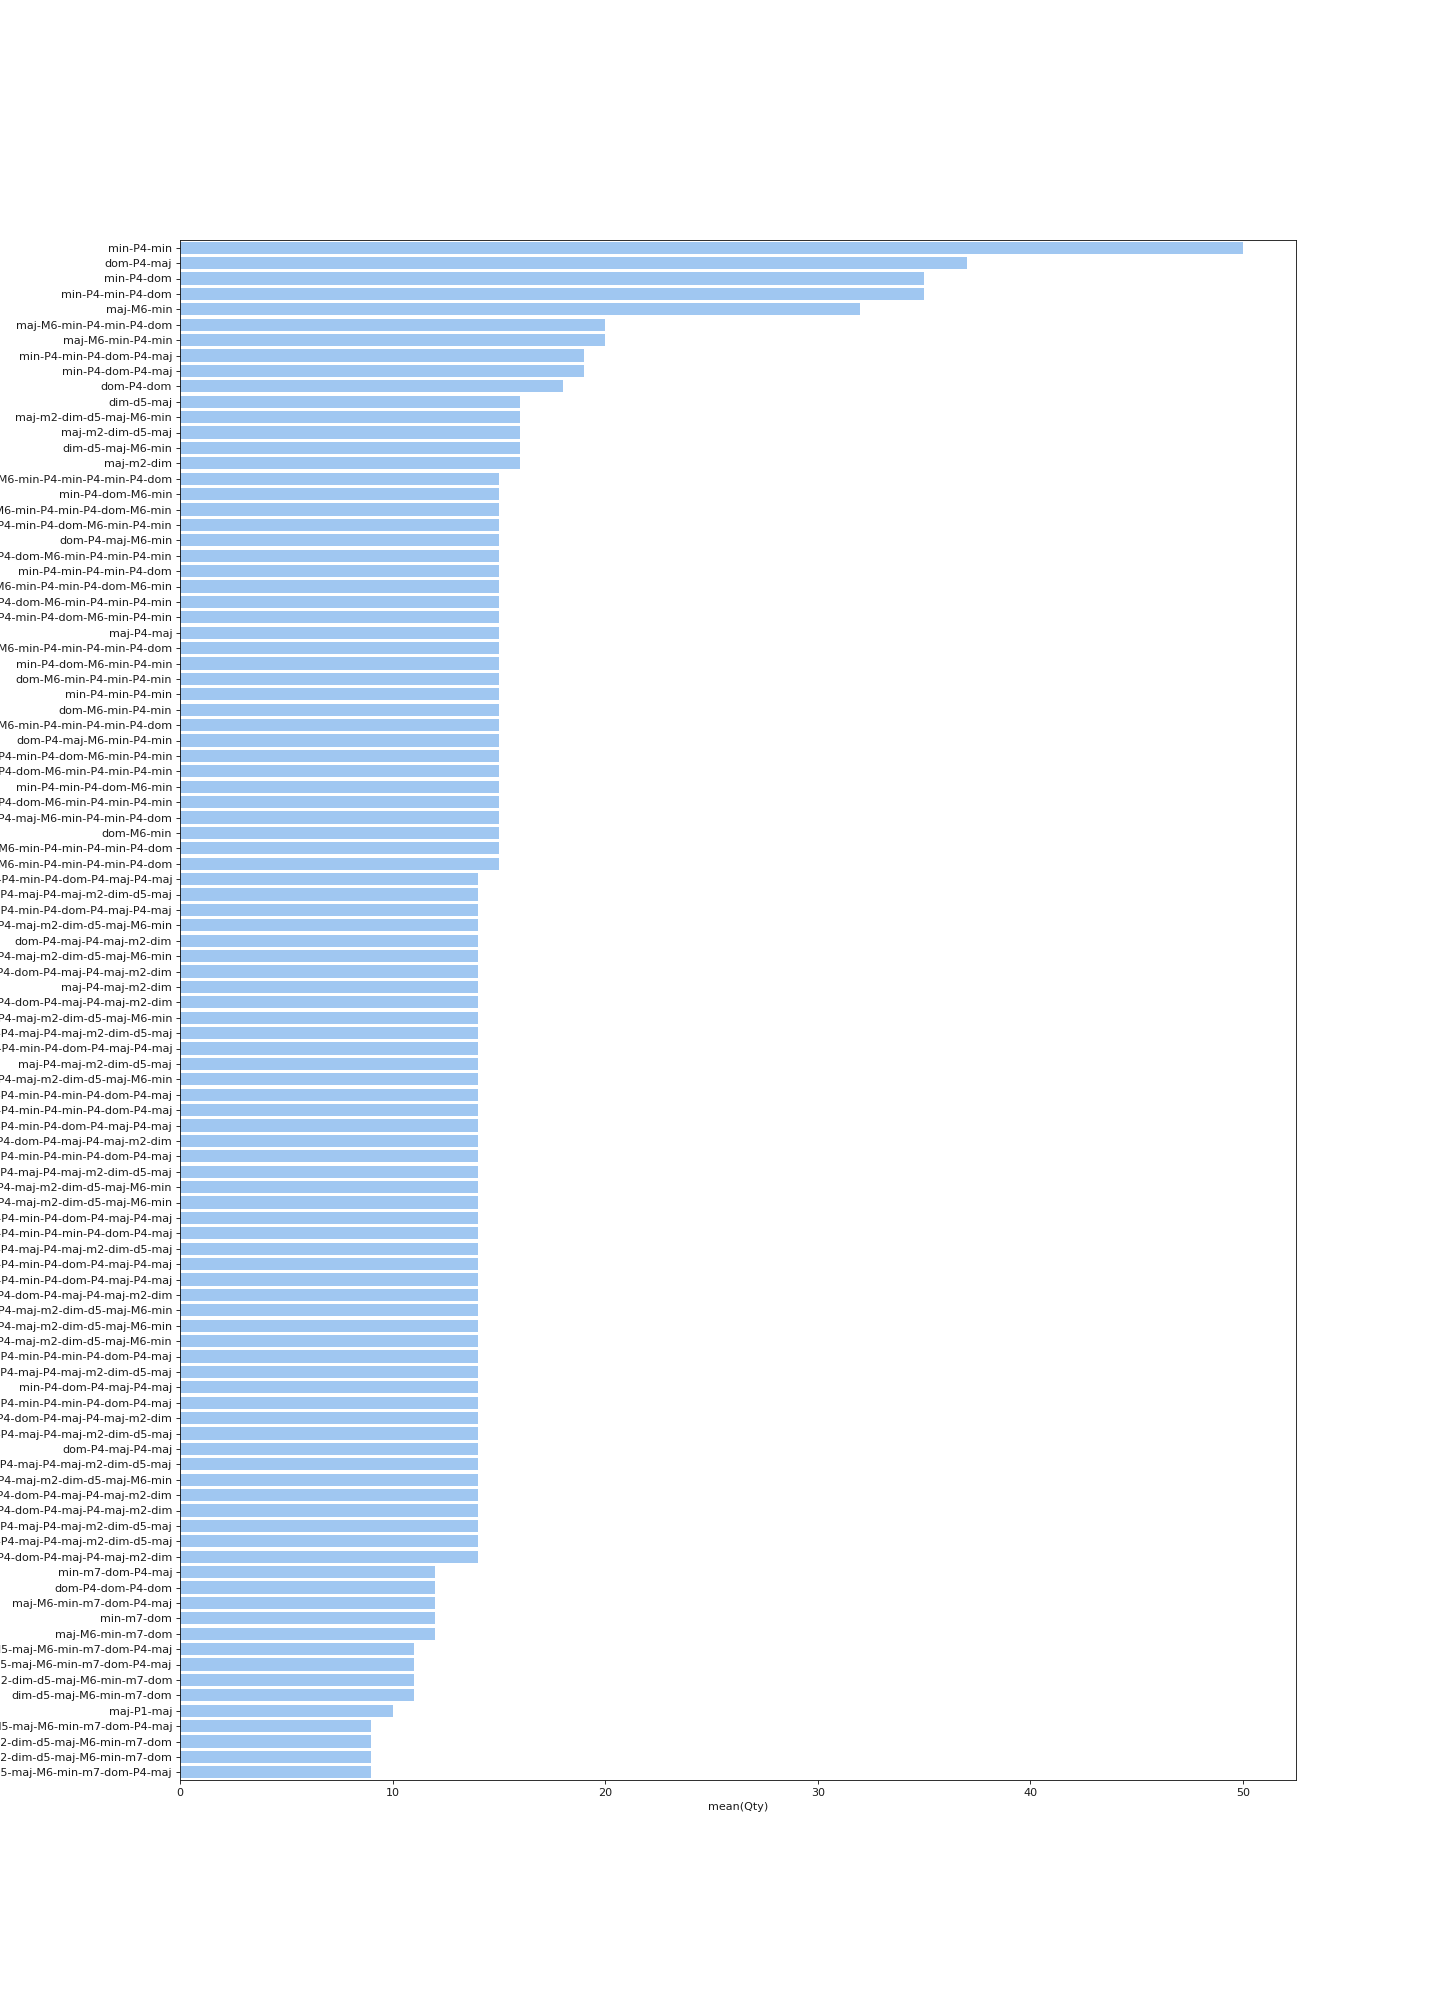 min-P4-min
dom-P4-maj
min-P4-dom
min-P4-min-P4-dom
maj-M6-min
maj-M6-min-P4-min-P4-dom
maj-M6-min-P4-min
min-P4-min-P4-dom-P4-maj
min-P4-dom-P4-maj
dom-P4-dom
dim-d5-maj
maj-m2-dim-d5-maj-M6-min
maj-m2-dim-d5-maj
dim-d5-maj-M6-min
maj-m2-dim
M6-min-P4-min-P4-min-P4-dom
min-P4-dom-M6-min
M6-min-P4-min-P4-dom-M6-min
P4-min-P4-dom-M6-min-P4-min
dom-P4-maj-M6-min
P4-dom-M6-min-P4-min-P4-min
min-P4-min-P4-min-P4-dom
M6-min-P4-min-P4-dom-M6-min
P4-dom-M6-min-P4-min-P4-min
P4-min-P4-dom-M6-min-P4-min
maj-P4-maj
M6-min-P4-min-P4-min-P4-dom
min-P4-dom-M6-min-P4-min
dom-M6-min-P4-min-P4-min
min-P4-min-P4-min
dom-M6-min-P4-min
M6-min-P4-min-P4-min-P4-dom
dom-P4-maj-M6-min-P4-min
P4-min-P4-dom-M6-min-P4-min
P4-dom-M6-min-P4-min-P4-min
min-P4-min-P4-dom-M6-min
P4-dom-M6-min-P4-min-P4-min
P4-maj-M6-min-P4-min-P4-dom
dom-M6-min
M6-min-P4-min-P4-min-P4-dom
M6-min-P4-min-P4-min-P4-dom
-P4-min-P4-dom-P4-maj-P4-maj
P4-maj-P4-maj-m2-dim-d5-maj
P4-min-P4-dom-P4-maj-P4-maj
P4-maj-m2-dim-d5-maj-M6-min
dom-P4-maj-P4-maj-m2-dim
P4-maj-m2-dim-d5-maj-M6-min
P4-dom-P4-maj-P4-maj-m2-dim
maj-P4-maj-m2-dim
P4-dom-P4-maj-P4-maj-m2-dim
P4-maj-m2-dim-d5-maj-M6-min
-P4-maj-P4-maj-m2-dim-d5-maj
-P4-min-P4-dom-P4-maj-P4-maj
maj-P4-maj-m2-dim-d5-maj
P4-maj-m2-dim-d5-maj-M6-min
P4-min-P4-min-P4-dom-P4-maj
-P4-min-P4-min-P4-dom-P4-maj
-P4-min-P4-dom-P4-maj-P4-maj
P4-dom-P4-maj-P4-maj-m2-dim
P4-min-P4-min-P4-dom-P4-maj
P4-maj-P4-maj-m2-dim-d5-maj
P4-maj-m2-dim-d5-maj-M6-min
P4-maj-m2-dim-d5-maj-M6-min
-P4-min-P4-dom-P4-maj-P4-maj
-P4-min-P4-min-P4-dom-P4-maj
-P4-maj-P4-maj-m2-dim-d5-maj
-P4-min-P4-dom-P4-maj-P4-maj
-P4-min-P4-dom-P4-maj-P4-maj
P4-dom-P4-maj-P4-maj-m2-dim
P4-maj-m2-dim-d5-maj-M6-min
P4-maj-m2-dim-d5-maj-M6-min
P4-maj-m2-dim-d5-maj-M6-min
P4-min-P4-min-P4-dom-P4-maj
P4-maj-P4-maj-m2-dim-d5-maj
min-P4-dom-P4-maj-P4-maj
P4-min-P4-min-P4-dom-P4-maj
P4-dom-P4-maj-P4-maj-m2-dim
P4-maj-P4-maj-m2-dim-d5-maj
dom-P4-maj-P4-maj
P4-maj-P4-maj-m2-dim-d5-maj
P4-maj-m2-dim-d5-maj-M6-min
P4-dom-P4-maj-P4-maj-m2-dim
P4-dom-P4-maj-P4-maj-m2-dim
P4-maj-P4-maj-m2-dim-d5-maj
-P4-maj-P4-maj-m2-dim-d5-maj
P4-dom-P4-maj-P4-maj-m2-dim
min-m7-dom-P4-maj
dom-P4-dom-P4-dom
maj-M6-min-m7-dom-P4-maj
min-m7-dom
maj-M6-min-m7-dom
d5-maj-M6-min-m7-dom-P4-maj
5-maj-M6-min-m7-dom-P4-maj
2-dim-d5-maj-M6-min-m7-dom
dim-d5-maj-M6-min-m7-dom
maj-P1-maj
d5-maj-M6-min-m7-dom-P4-maj
2-dim-d5-maj-M6-min-m7-dom
2-dim-d5-maj-M6-min-m7-dom
5-maj-M6-min-m7-dom-P4-maj
0 10 20 30 40 50
mean(Qty)